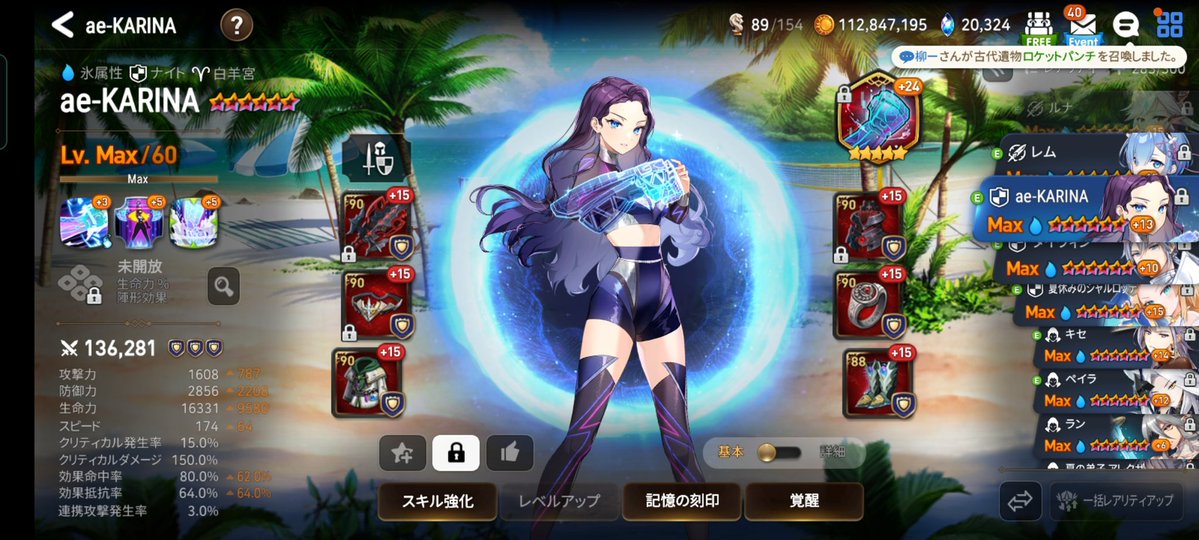 ae-KARINA
?
89/154
112,847,195
20,324
FREE
40
Event
柳一さんが古代遺物ロケットパンチを召喚しました。
氷属性 ナイト 白羊宮
ae-KARINA
Lv. Max/60
Max
+3
+5
+5
未開放
生命力%
陣形効果
136,281
攻撃力 1608 787
防御力 2856 2208
生命力 16331 9580
スピード 174 64
クリティカル発生率 15.0%
クリティカルダメージ 150.0%
効果命中率 80.0% 62.0%
効果抵抗率 64.0% 64.0%
連携攻撃発生率 3.0%
90 +15
90 +15
90 +15
+24
90 +15
90 +15
88 +15
基本
詳細
スキル強化
レベルアップ
記憶の刻印
覚醒
ルナ
E レム
E ae-KARINA
Max +13
Max +10
E 夏休みのシャルロッテ
Max +15
E キセ
Max +14
E ペイラ
Max +12
ラン
Max +6
一括レアリティアップ